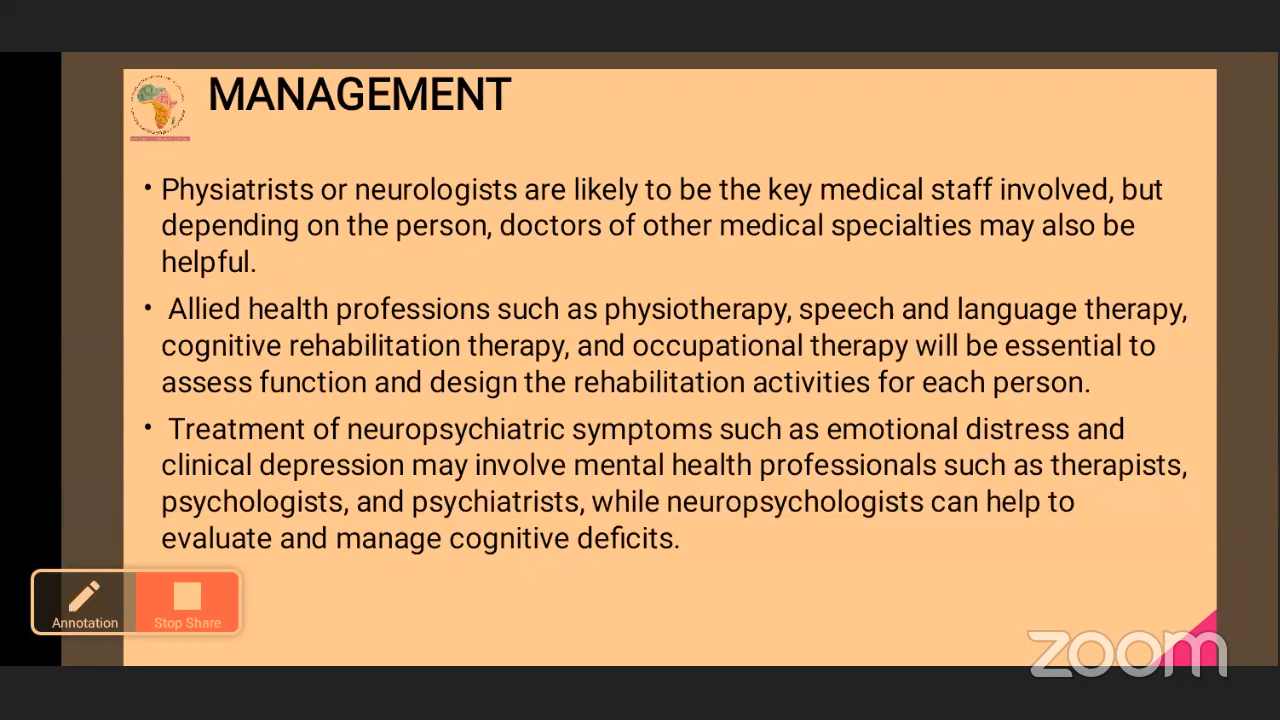 MANAGEMENT
• Physiatrists or neurologists are likely to be the key medical staff involved, but
depending on the person, doctors of other medical specialties may also be
helpful.
• Allied health professions such as physiotherapy, speech and language therapy,
cognitive rehabilitation therapy, and occupational therapy will be essential to
assess function and design the rehabilitation activities for each person.
• Treatment of neuropsychiatric symptoms such as emotional distress and
clinical depression may involve mental health professionals such as therapists,
psychologists, and psychiatrists, while neuropsychologists can help to
evaluate and manage cognitive deficits.
Annotation
Stop Share
zoom